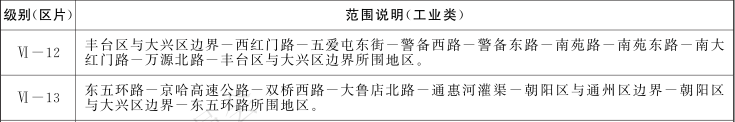 级别(区片) 范围说明(工业类)
Ⅵ－12 丰台区与大兴区边界－西红门路－五爱屯东街－警备西路－警备东路－南苑路－南苑东路－南大
红门路－万源北路－丰台区与大兴区边界所围地区。
Ⅵ－13 东五环路－京哈高速公路－双桥西路－大鲁店北路－通惠河灌渠－朝阳区与通州区边界－朝阳区
与大兴区边界－东五环路所围地区。